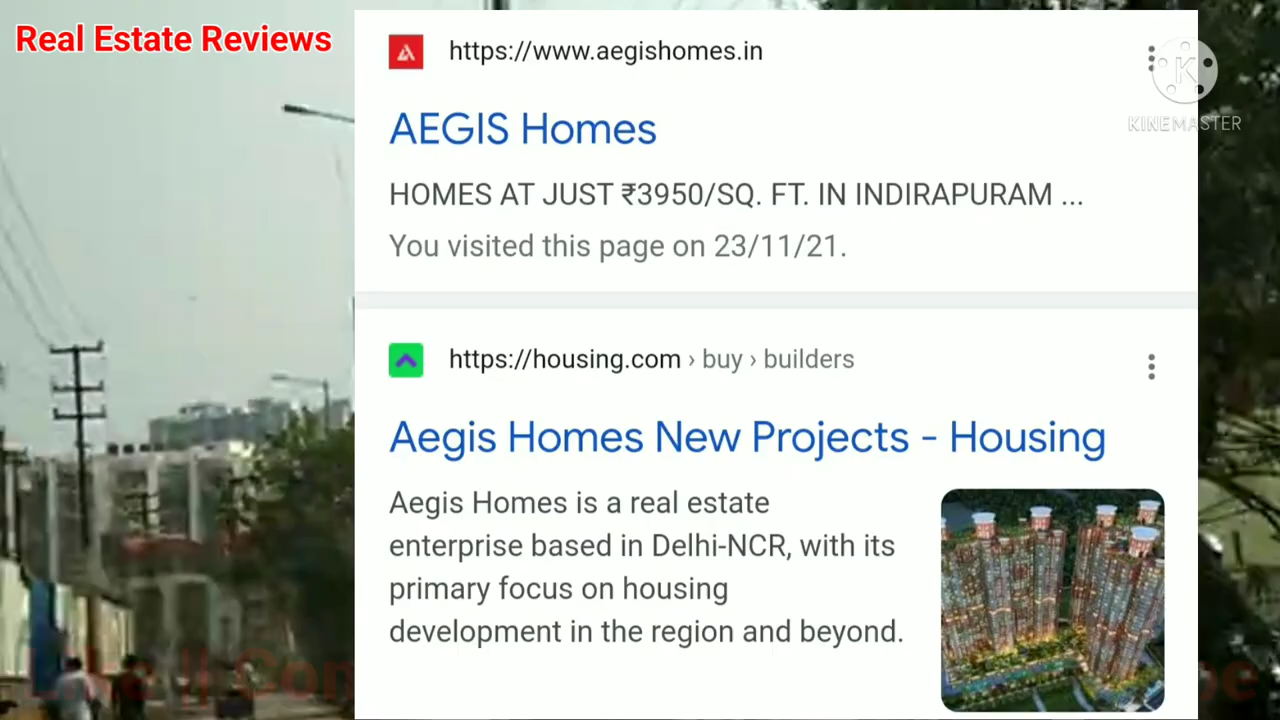 Real Estate Reviews
https://www.aegishomes.in
K
KINEMASTER
AEGIS Homes
HOMES AT JUST ₹3950/SQ. FT. IN INDIRAPURAM ...
You visited this page on 23/11/21.
https://housing.com › buy › builders
Aegis Homes New Projects - Housing
Aegis Homes is a real estate
enterprise based in Delhi-NCR, with its
primary focus on housing
development in the region and beyond.